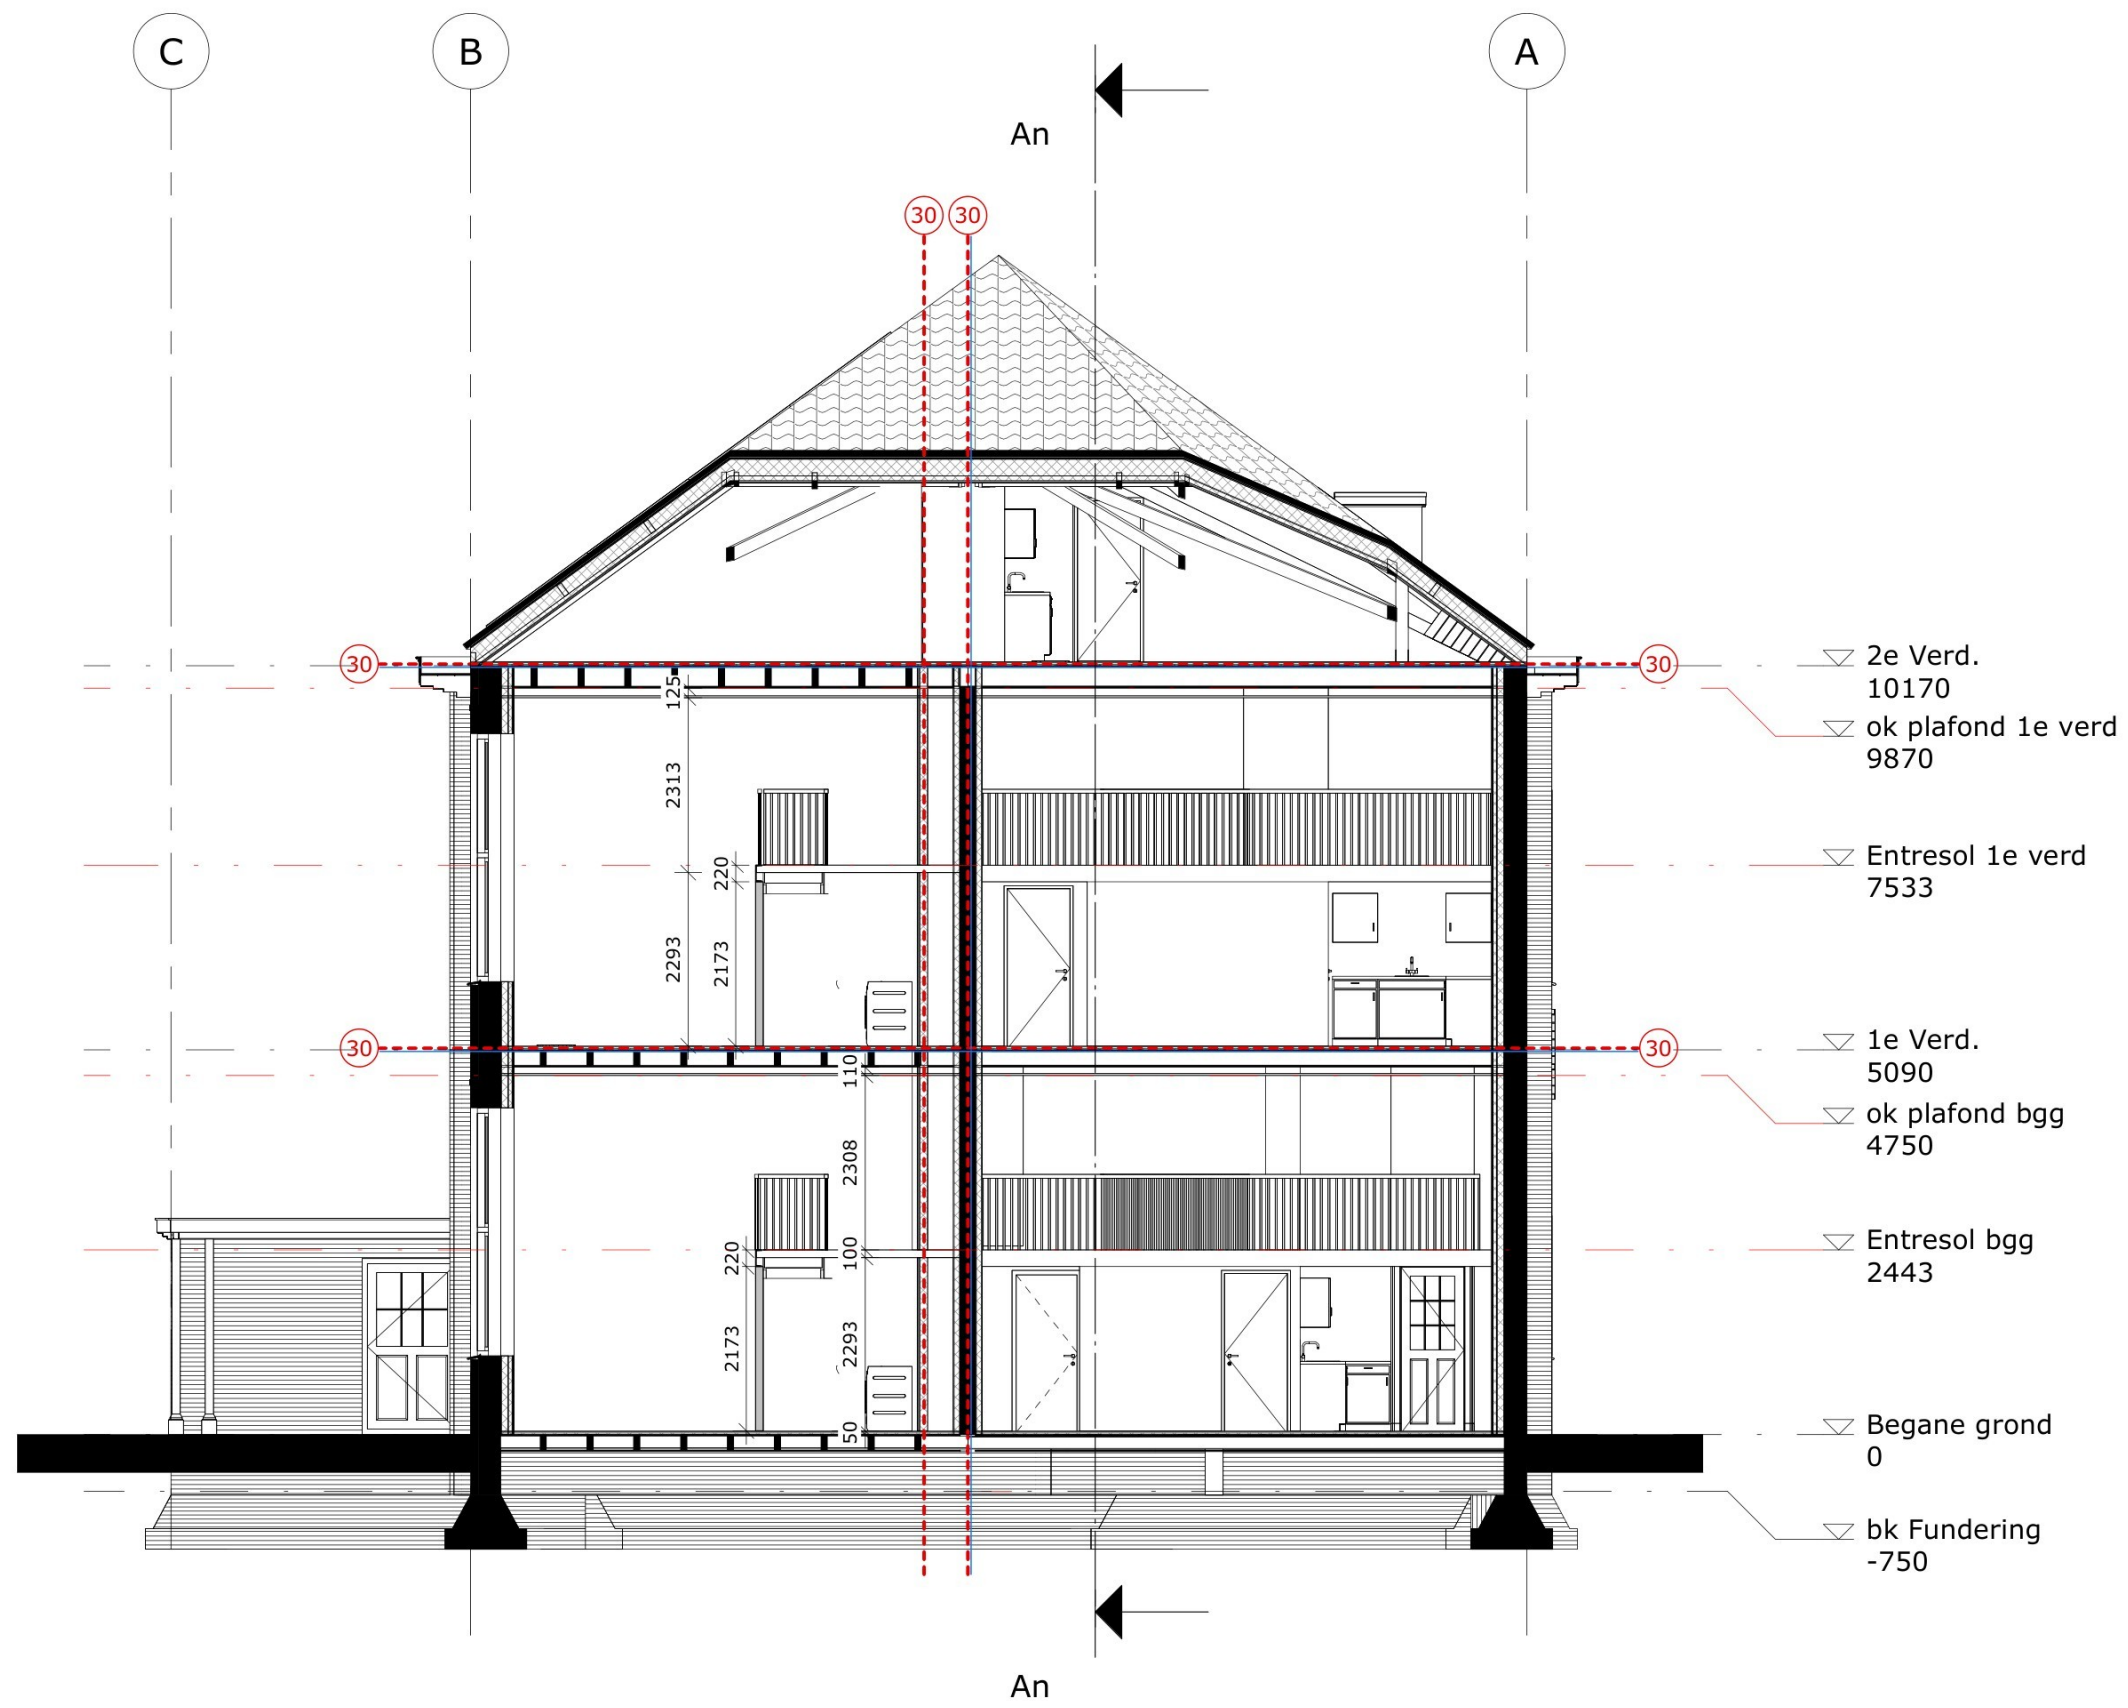 C
B
A
An
30
30
30
30
2e Verd.
10170
125
ok plafond 1e verd
9870
2313
220
Entresol 1e verd
7533
2293
2173
30
30
1e Verd.
5090
110
ok plafond bgg
4750
2308
220
100
Entresol bgg
2443
2173
2293
50
Begane grond
0
bk Fundering
-750
An